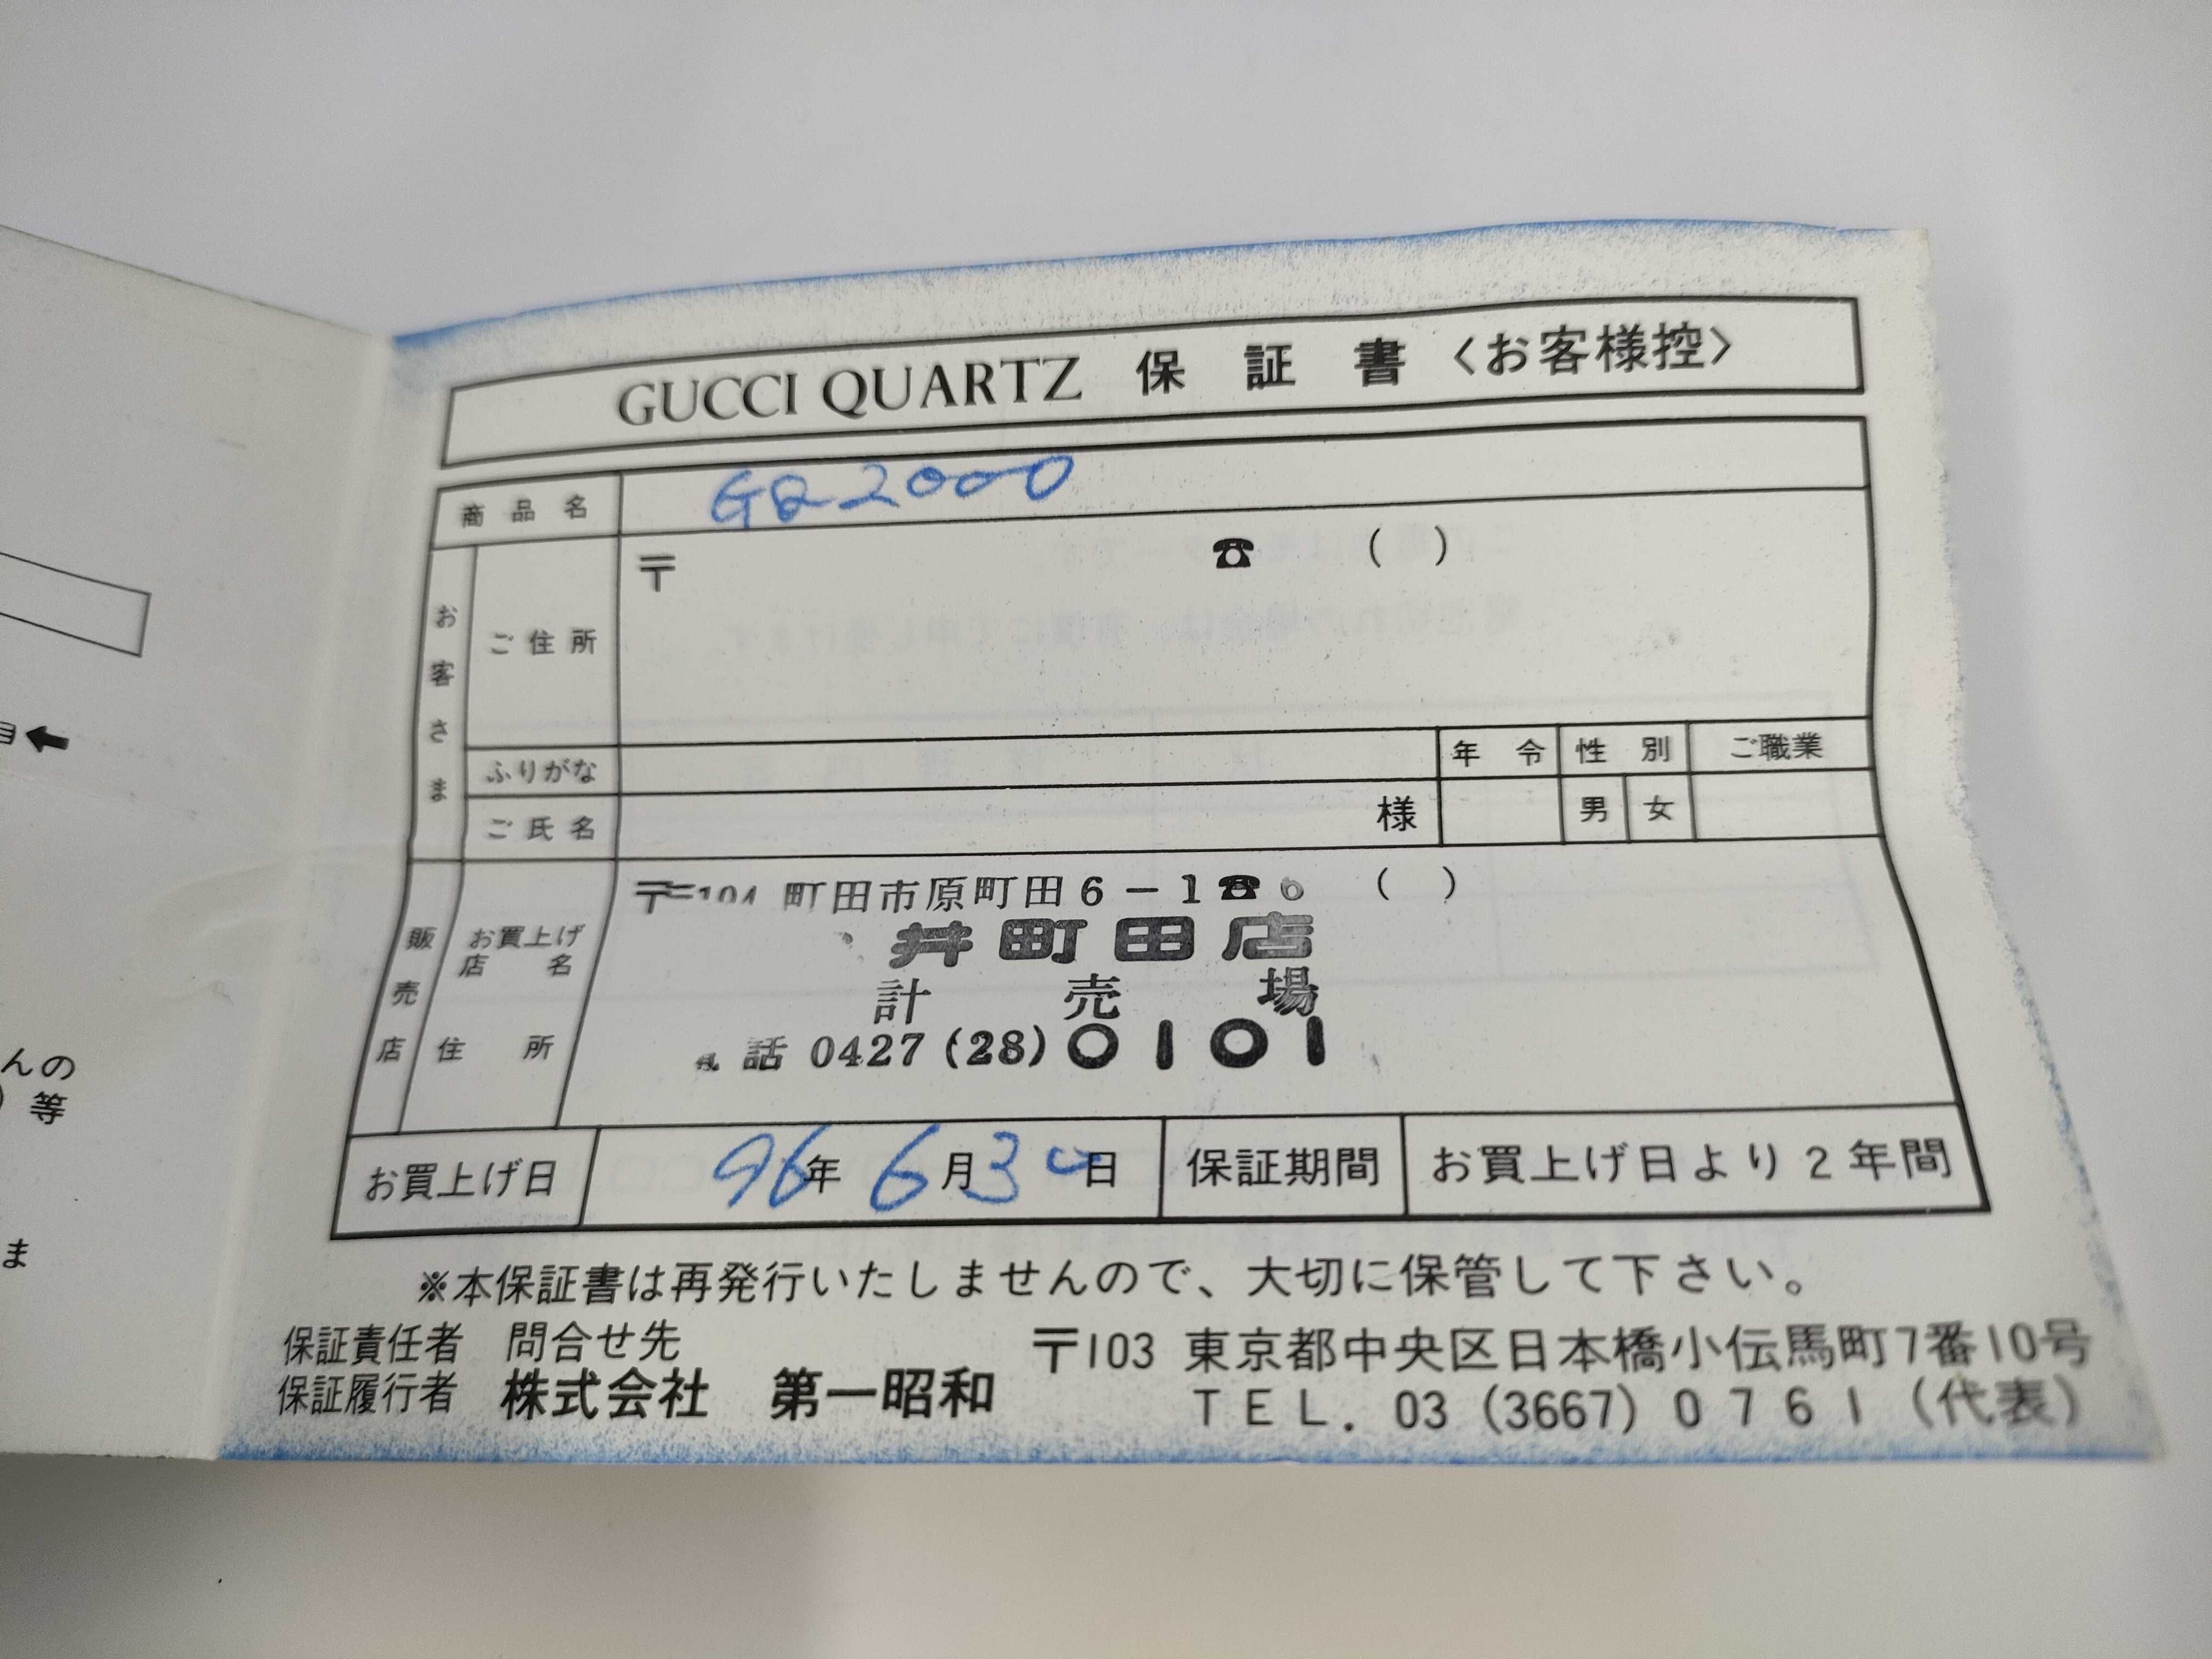 GUCCI QUARTZ 保証書〈お客様控〉
商品名 GQ2000
お客さま
ご住所 〒 ☎ ( )
ふりがな 年令 性別 ご職業
ご氏名 様 男 女
販売店
お買上げ店名
住所
〒 町田市原町田6-1 ☎ 6 ( )
井町田店
計売場
話 0427(28)0101
お買上げ日 96年 6月30日 保証期間 お買上げ日より2年間
※本保証書は再発行いたしませんので、大切に保管して下さい。
保証責任者 問合せ先 〒103 東京都中央区日本橋小伝馬町7番10号
保証履行者 株式会社 第一昭和 TEL. 03 (3667) 0761 (代表)
んの
) 等
ま